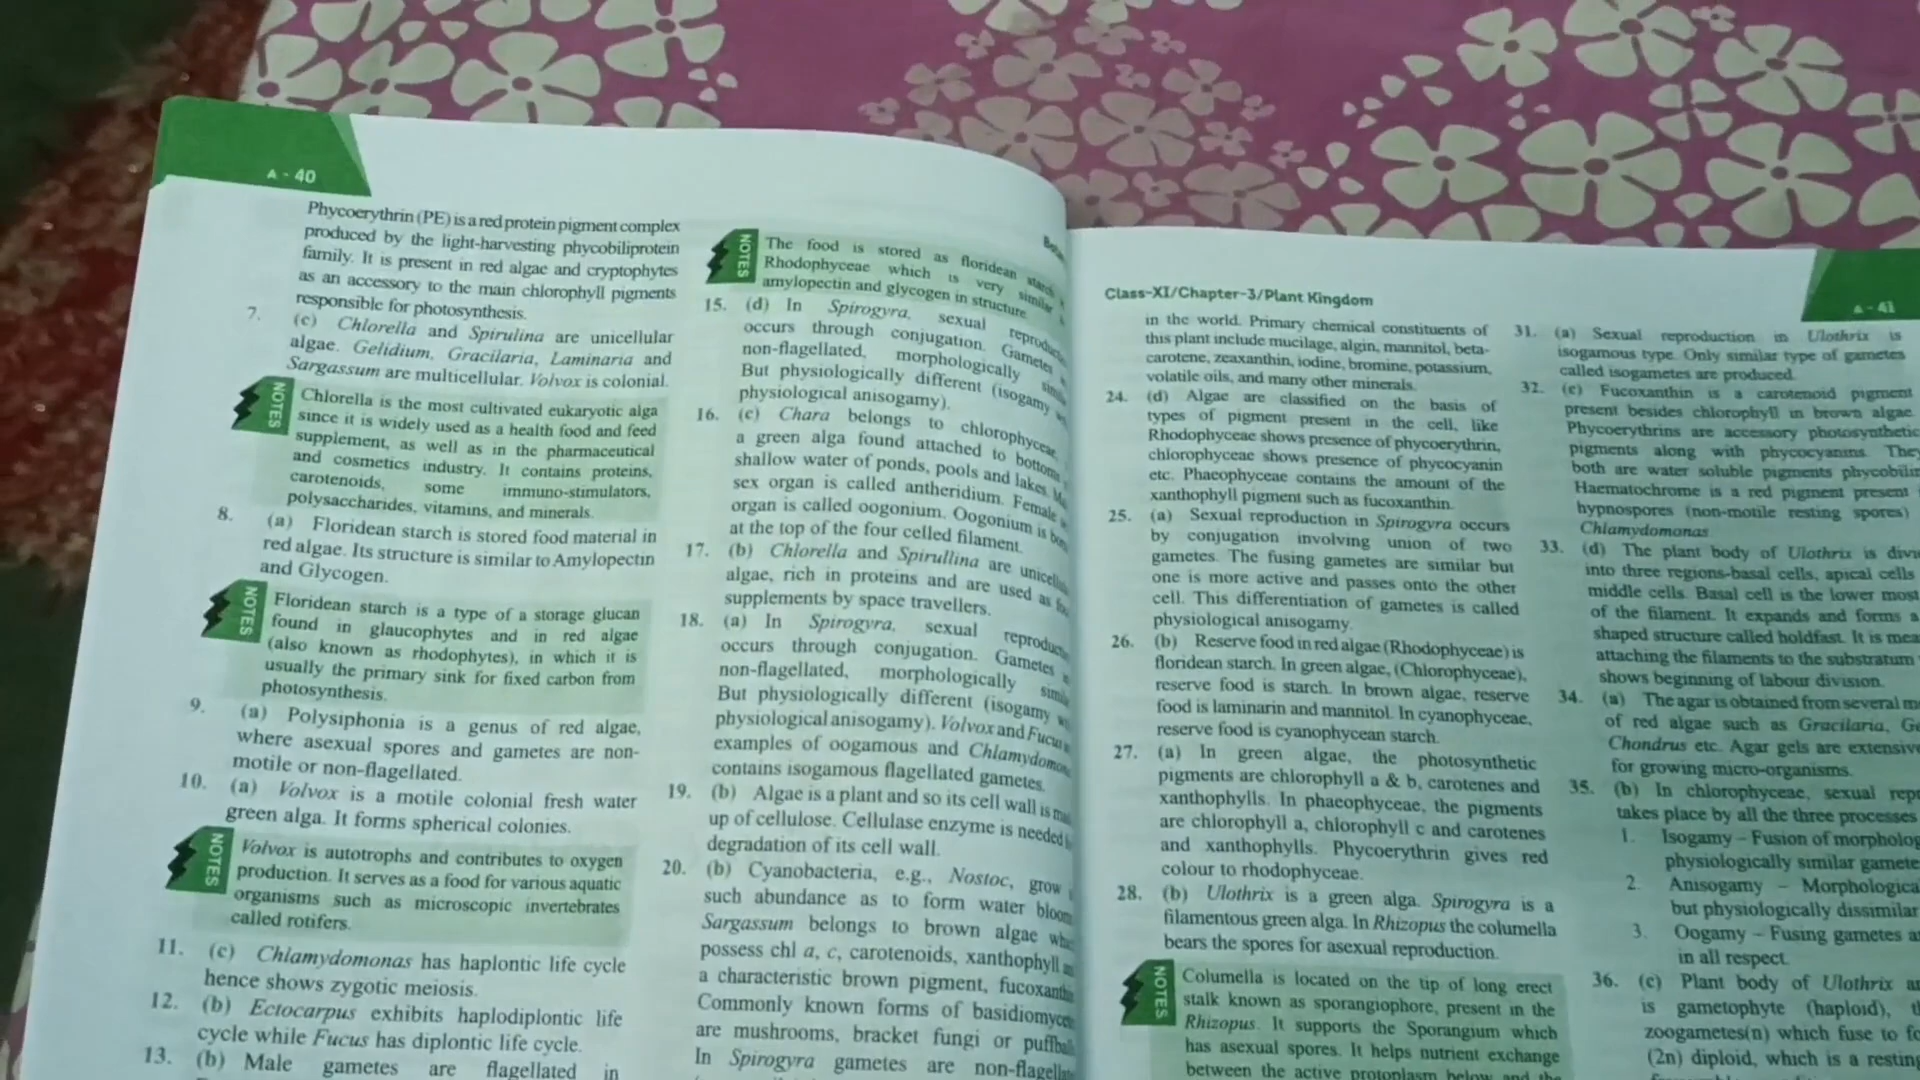 A - 40
Phycoerythrin (PE) is a red protein pigment complex
produced by the light-harvesting phycobiliprotein
family. It is present in red algae and cryptophytes
as an accessory to the main chlorophyll pigments
responsible for photosynthesis.
7. (c) Chlorella and Spirulina are unicellular
algae. Gelidium, Gracilaria, Laminaria and
Sargassum are multicellular. Volvox is colonial.
NOTES
Chlorella is the most cultivated eukaryotic alga
since it is widely used as a health food and feed
supplement, as well as in the pharmaceutical
and cosmetics industry. It contains proteins,
carotenoids, some immuno-stimulators,
polysaccharides, vitamins, and minerals.
8. (a) Floridean starch is stored food material in
red algae. Its structure is similar to Amylopectin
and Glycogen.
NOTES
Floridean starch is a type of a storage glucan
found in glaucophytes and in red algae
(also known as rhodophytes), in which it is
usually the primary sink for fixed carbon from
photosynthesis.
9. (a) Polysiphonia is a genus of red algae,
where asexual spores and gametes are non-
motile or non-flagellated.
10. (a) Volvox is a motile colonial fresh water
green alga. It forms spherical colonies.
NOTES
Volvox is autotrophs and contributes to oxygen
production. It serves as a food for various aquatic
organisms such as microscopic invertebrates
called rotifers.
11. (c) Chlamydomonas has haplontic life cycle
hence shows zygotic meiosis.
12. (b) Ectocarpus exhibits haplodiplontic life
cycle while Fucus has diplontic life cycle.
13. (b) Male gametes are flagellated in
NOTES
The food is stored as floridean starch
Rhodophyceae which is very similar
amylopectin and glycogen in structure.
15. (d) In Spirogyra, sexual
occurs through conjugation. Gametes
non-flagellated, morphologically
But physiologically different (isogamy
physiological anisogamy).
16. (c) Chara belongs to chlorophyceae,
a green alga found attached to
shallow water of ponds, pools and lakes.
sex organ is called antheridium. Female
organ is called oogonium. Oogonium is
at the top of the four celled filament.
17. (b) Chlorella and Spirullina are
algae, rich in proteins and are used as
supplements by space travellers.
18. (a) In Spirogyra, sexual
occurs through conjugation. Gametes
non-flagellated, morphologically
But physiologically different (isogamy
physiological anisogamy). Volvox and
examples of oogamous and
contains isogamous flagellated gametes.
19. (b) Algae is a plant and so its cell wall is
up of cellulose. Cellulase enzyme is needed
degradation of its cell wall.
20. (b) Cyanobacteria, e.g., Nostoc, grow
such abundance as to form water
Sargassum belongs to brown algae
possess chl a, c, carotenoids, xanthophyll
a characteristic brown pigment,
Commonly known forms of
are mushrooms, bracket fungi or
In Spirogyra gametes are
Class-XI/Chapter-3/Plant Kingdom
A - 41
in the world. Primary chemical constituents of
this plant include mucilage, algin, mannitol, beta-
carotene, zeaxanthin, iodine, bromine, potassium,
volatile oils, and many other minerals.
24. (d) Algae are classified on the basis of
types of pigment present in the cell, like
Rhodophyceae shows presence of phycoerythrin,
chlorophyceae shows presence of phycocyanin
etc. Phaeophyceae contains the amount of the
xanthophyll pigment such as fucoxanthin.
25. (a) Sexual reproduction in Spirogyra occurs
by conjugation involving union of two
gametes. The fusing gametes are similar but
one is more active and passes onto the other
cell. This differentiation of gametes is called
physiological anisogamy.
26. (b) Reserve food in red algae (Rhodophyceae) is
floridean starch. In green algae, (Chlorophyceae),
reserve food is starch. In brown algae, reserve
food is laminarin and mannitol. In cyanophyceae,
reserve food is cyanophycean starch.
27. (a) In green algae, the photosynthetic
pigments are chlorophyll a & b, carotenes and
xanthophylls. In phaeophyceae, the pigments
are chlorophyll a, chlorophyll c and carotenes
and xanthophylls. Phycoerythrin gives red
colour to rhodophyceae.
28. (b) Ulothrix is a green alga. Spirogyra is a
filamentous green alga. In Rhizopus the columella
bears the spores for asexual reproduction.
NOTES
Columella is located on the tip of long erect
stalk known as sporangiophore, present in the
Rhizopus. It supports the Sporangium which
has asexual spores. It helps nutrient exchange
between the active protoplasm below and the
31. (a) Sexual reproduction in Ulothrix is
isogamous type. Only similar type of gametes
called isogametes are produced.
32. (c) Fucoxanthin is a carotenoid pigment
present besides chlorophyll in brown algae.
Phycoerythrins are accessory photosynthetic
pigments along with phycocyanins. They
both are water soluble pigments
Haematochrome is a red pigment present
hypnospores (non-motile resting spores)
Chlamydomonas
33. (d) The plant body of Ulothrix is
into three regions-basal cells, apical cells
middle cells. Basal cell is the lower most
of the filament. It expands and forms a
shaped structure called holdfast. It is
attaching the filaments to the substratum
shows beginning of labour division.
34. (a) The agar is obtained from several
of red algae such as Gracilaria,
Chondrus etc. Agar gels are
for growing micro-organisms.
35. (b) In chlorophyceae, sexual
takes place by all the three processes
1. Isogamy – Fusion of
physiologically similar
2. Anisogamy –
but physiologically dissimilar
3. Oogamy – Fusing gametes
in all respect.
36. (c) Plant body of Ulothrix
is gametophyte (haploid),
zoogametes(n) which fuse to
(2n) diploid, which is a